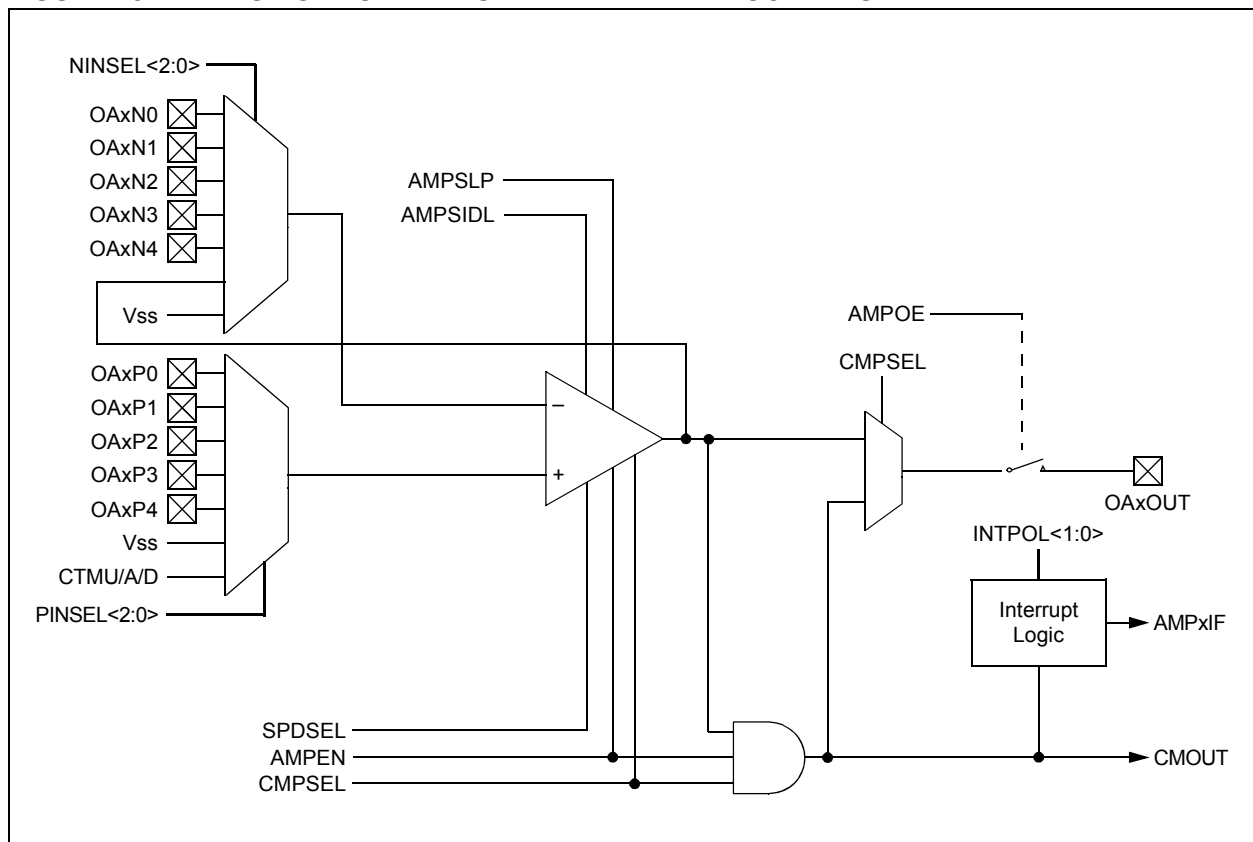 NINSEL<2:0>
OAxN0
OAxN1
OAxN2
OAxN3
OAxN4
Vss
AMPSLP
AMPSIDL
AMPOE
CMPSEL
OAxP0
OAxP1
OAxP2
OAxP3
OAxP4
Vss
CTMU/A/D
PINSEL<2:0>
–
+
OAxOUT
INTPOL<1:0>
Interrupt
Logic
AMPxIF
SPDSEL
AMPEN
CMPSEL
CMOUT